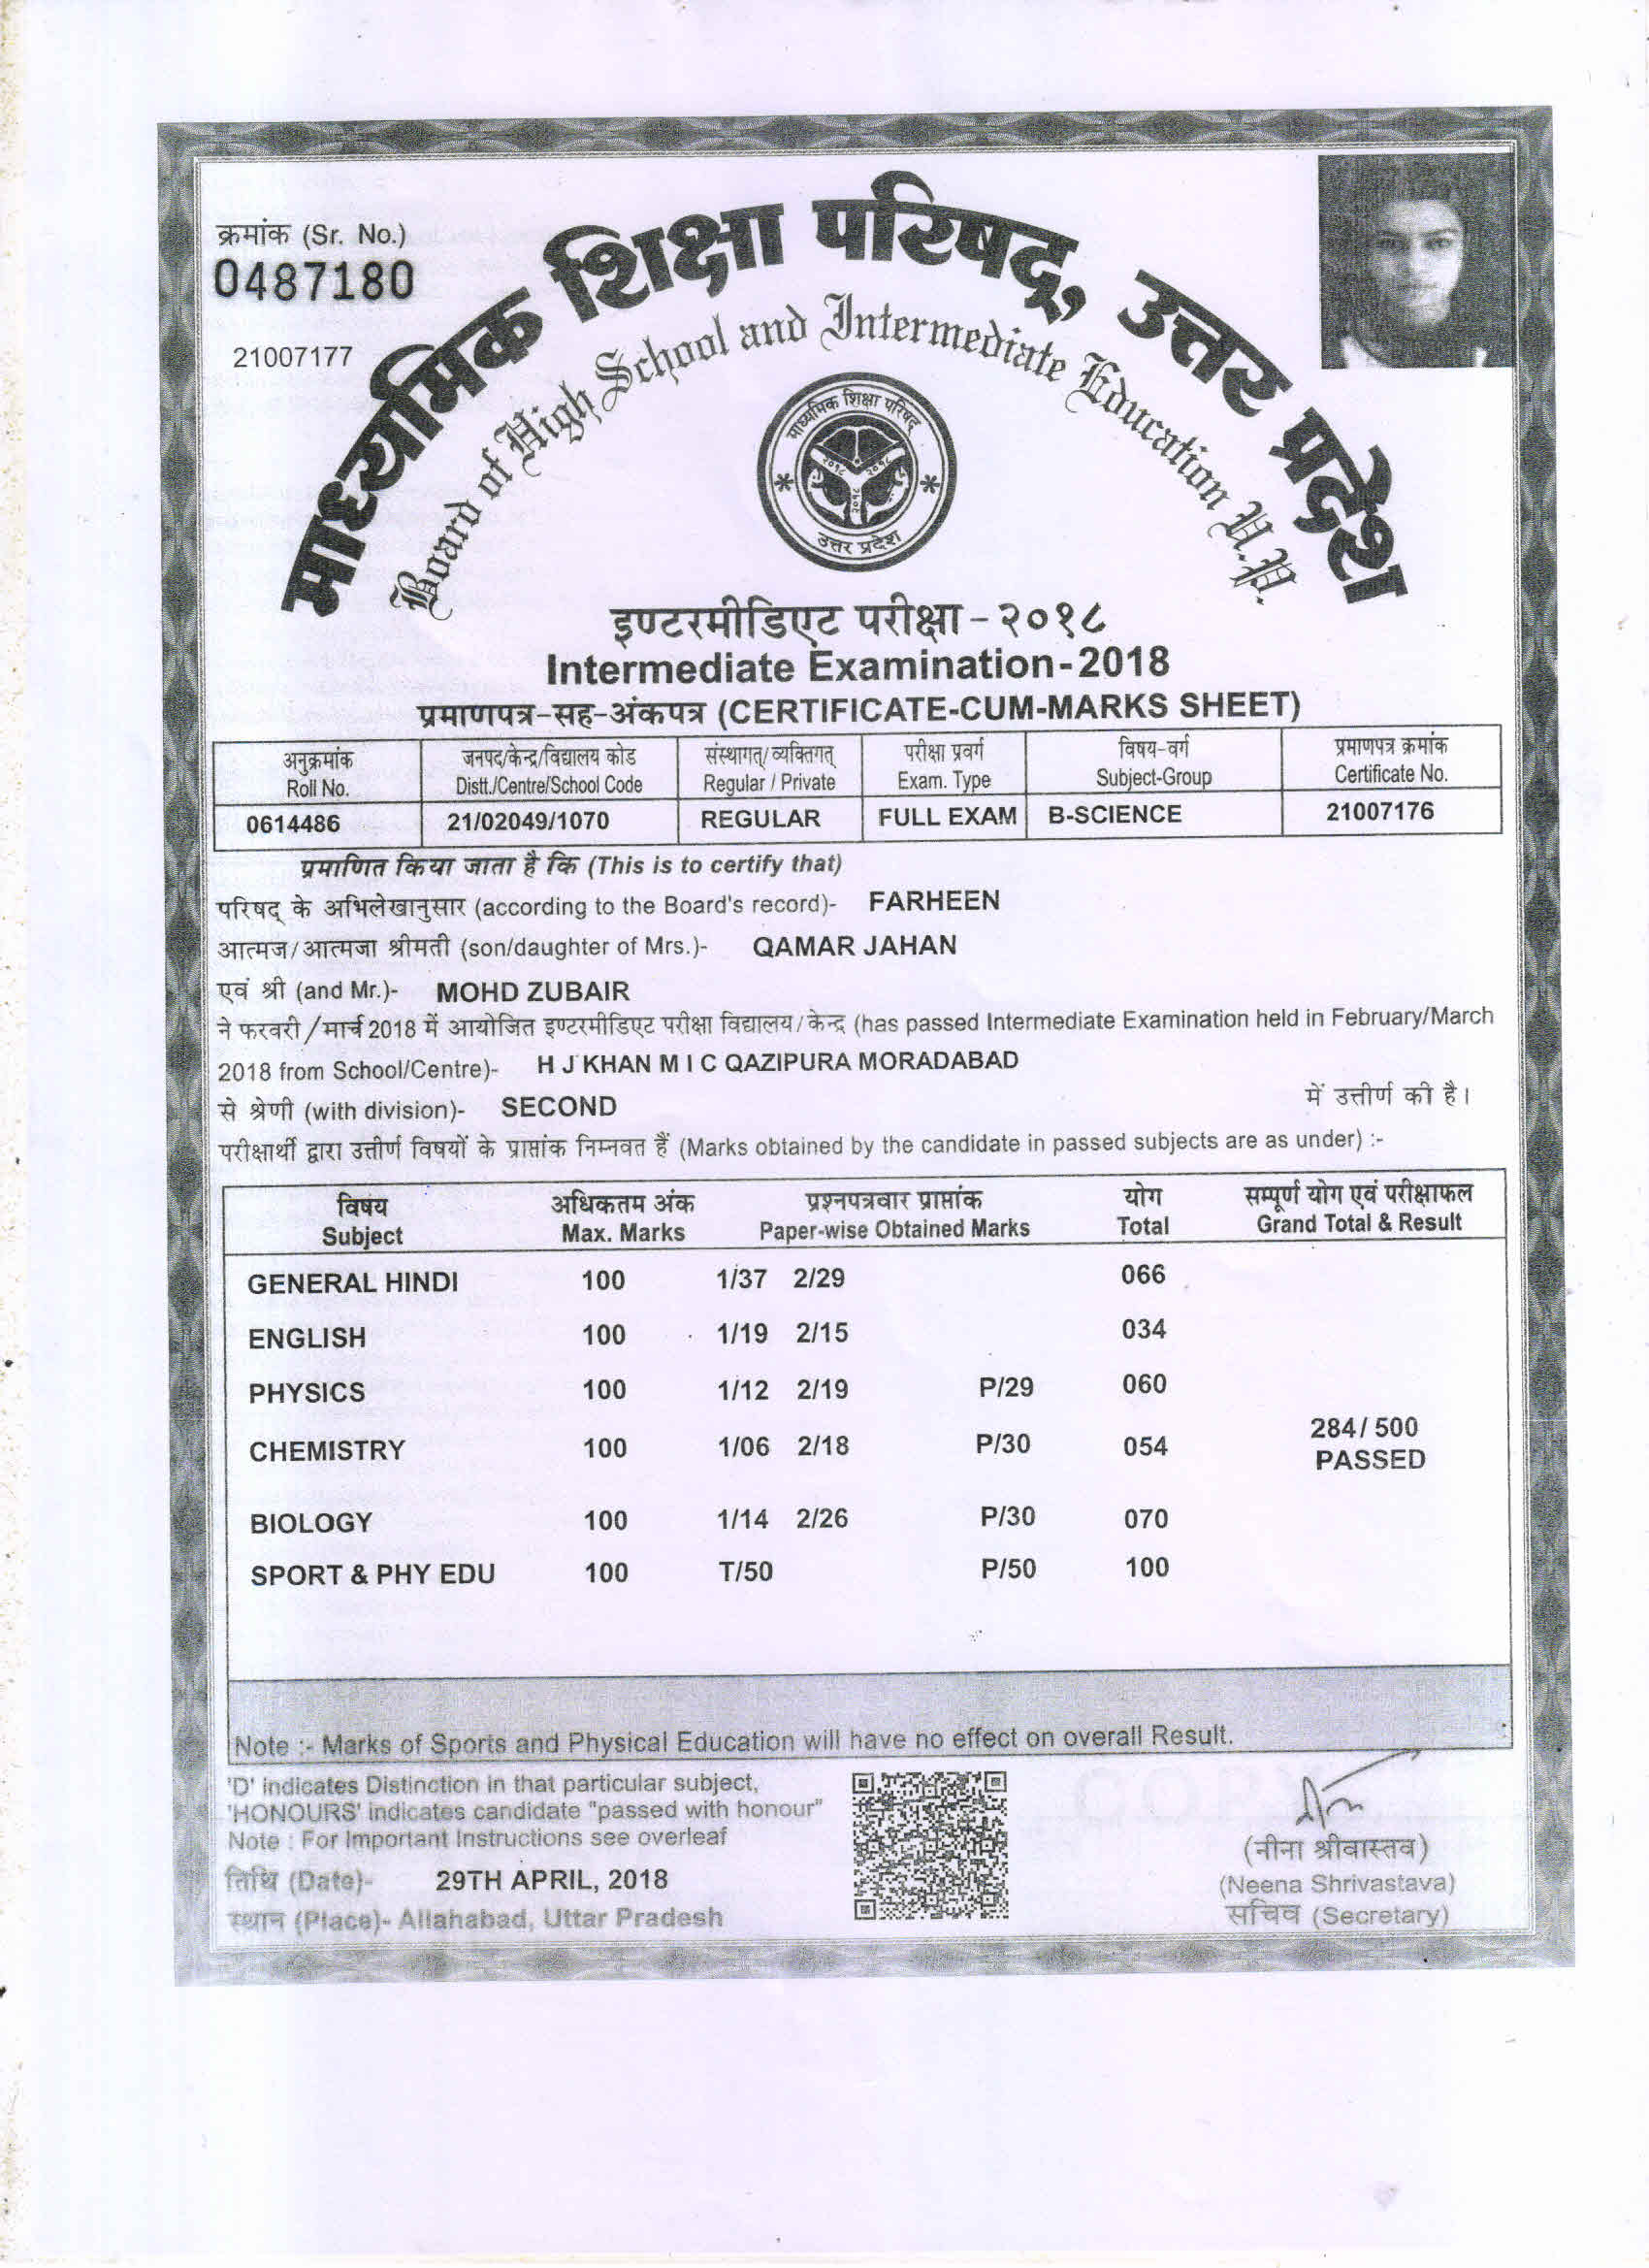 क्रमांक (Sr. No.)
0487180
21007177
माध्यमिक शिक्षा परिषद्, उत्तर प्रदेश
Board of High School and Intermediate Education U.P.
माध्यमिक शिक्षा परिषद
२०१८ २०१८
२०१८
उत्तर प्रदेश
इण्टरमीडिएट परीक्षा - २०१८
Intermediate Examination-2018
प्रमाणपत्र-सह-अंकपत्र (CERTIFICATE-CUM-MARKS SHEET)
अनुक्रमांक जनपद/केन्द्र/विद्यालय कोड संस्थागत्/व्यक्तिगत् परीक्षा प्रवर्ग विषय-वर्ग प्रमाणपत्र क्रमांक
Roll No. Distt./Centre/School Code Regular / Private Exam. Type Subject-Group Certificate No.
0614486 21/02049/1070 REGULAR FULL EXAM B-SCIENCE 21007176
प्रमाणित किया जाता है कि (This is to certify that)
परिषद् के अभिलेखानुसार (according to the Board's record)- FARHEEN
आत्मज/आत्मजा श्रीमती (son/daughter of Mrs.)- QAMAR JAHAN
एवं श्री (and Mr.)- MOHD ZUBAIR
ने फरवरी /मार्च 2018 में आयोजित इण्टरमीडिएट परीक्षा विद्यालय/केन्द्र (has passed Intermediate Examination held in February/March
2018 from School/Centre)- H J KHAN M I C QAZIPURA MORADABAD
से श्रेणी (with division)- SECOND में उत्तीर्ण की है।
परीक्षार्थी द्वारा उत्तीर्ण विषयों के प्राप्तांक निम्नवत हैं (Marks obtained by the candidate in passed subjects are as under) :-
विषय अधिकतम अंक प्रश्नपत्रवार प्राप्तांक योग सम्पूर्ण योग एवं परीक्षाफल
Subject Max. Marks Paper-wise Obtained Marks Total Grand Total & Result
GENERAL HINDI 100 1/37 2/29 066
ENGLISH 100 1/19 2/15 034
PHYSICS 100 1/12 2/19 P/29 060
CHEMISTRY 100 1/06 2/18 P/30 054 284/ 500
PASSED
BIOLOGY 100 1/14 2/26 P/30 070
SPORT & PHY EDU 100 T/50 P/50 100
Note :- Marks of Sports and Physical Education will have no effect on overall Result.
'D' indicates Distinction in that particular subject,
'HONOURS' indicates candidate "passed with honour"
Note : For Important Instructions see overleaf
तिथि (Date)- 29TH APRIL, 2018
स्थान (Place)- Allahabad, Uttar Pradesh
(नीना श्रीवास्तव)
(Neena Shrivastava)
सचिव (Secretary)